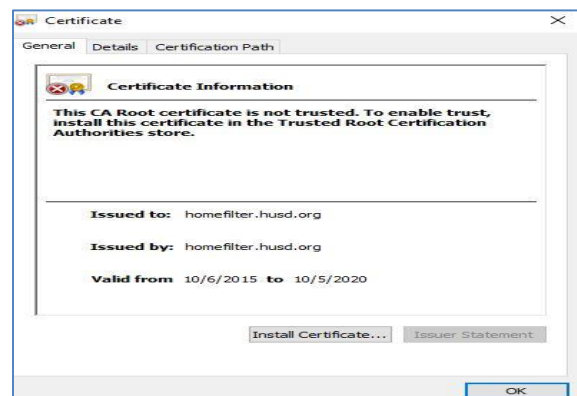 Certificate
General Details Certification Path
Certificate Information
This CA Root certificate is not trusted. To enable trust,
install this certificate in the Trusted Root Certification
Authorities store.
Issued to: homefilter.husd.org
Issued by: homefilter.husd.org
Valid from 10/6/2015 to 10/5/2020
Install Certificate... Issuer Statement
OK